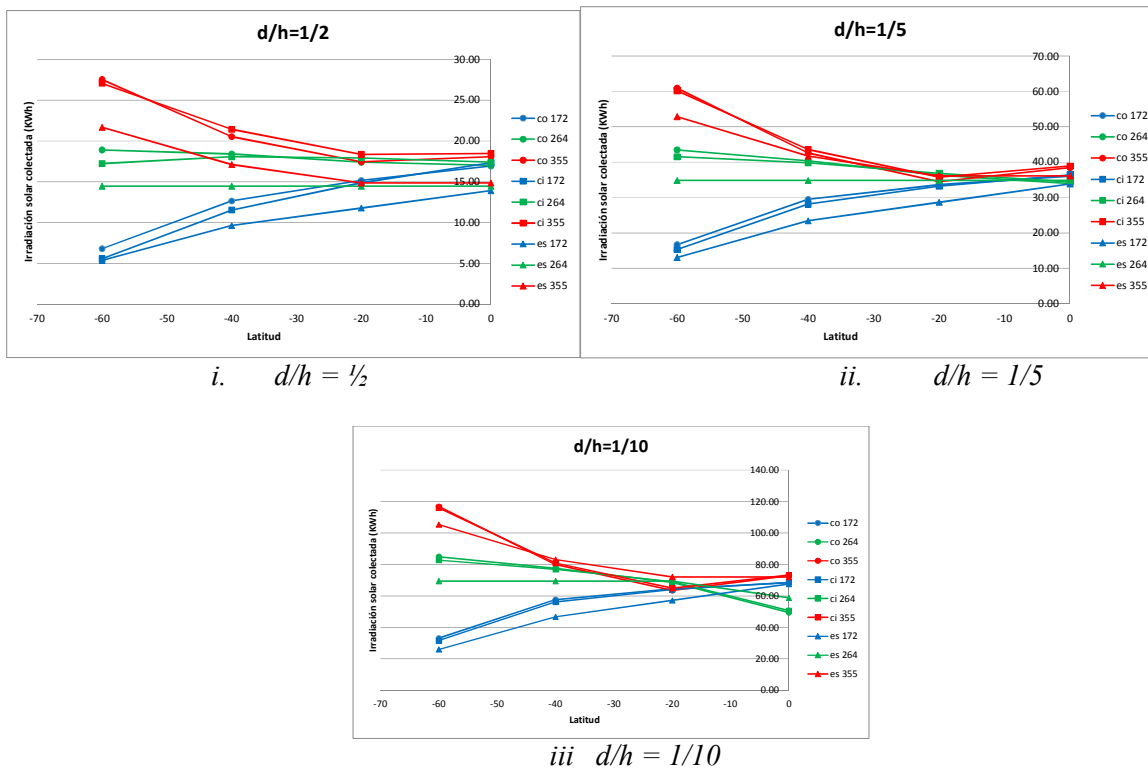 d/h=1/2
Irradiación solar colectada (KWh)
30.00
25.00
20.00
15.00
10.00
5.00
0.00
-70 -60 -50 -40 -30 -20 -10 0
Latitud
co 172
co 264
co 355
ci 172
ci 264
ci 355
es 172
es 264
es 355
i. d/h = ½
d/h=1/5
Irradiación solar colectada (KWh)
70.00
60.00
50.00
40.00
30.00
20.00
10.00
0.00
-70 -60 -50 -40 -30 -20 -10 0
Latitud
co 172
co 264
co 355
ci 172
ci 264
ci 355
es 172
es 264
es 355
ii. d/h = 1/5
d/h=1/10
Irradiación solar colectada (KWh)
140.00
120.00
100.00
80.00
60.00
40.00
20.00
0.00
-70 -60 -50 -40 -30 -20 -10 0
Latitud
co 172
co 264
co 355
ci 172
ci 264
ci 355
es 172
es 264
es 355
iii d/h = 1/10